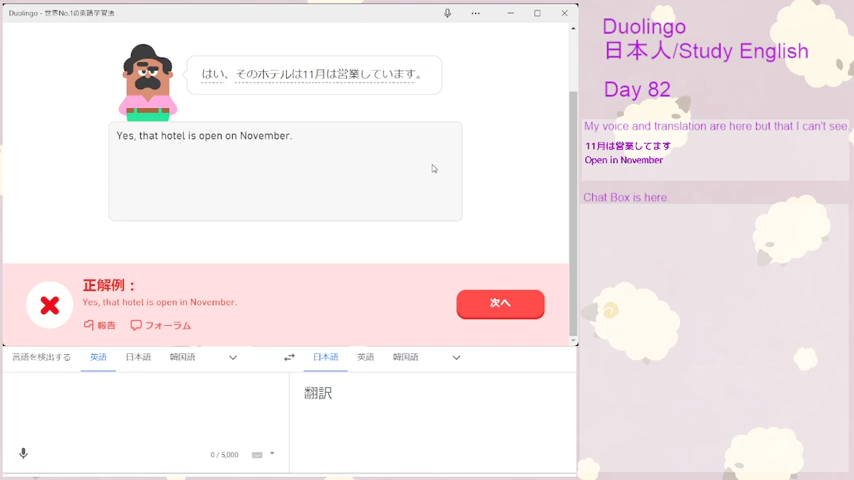 Duolingo - 世界No.1の英語学習法
はい、そのホテルは11月は営業しています。
Yes, that hotel is open on November.
正解例：
Yes, that hotel is open in November.
報告
フォーラム
次へ
言語を検出する
英語
日本語
韓国語
日本語
英語
韓国語
翻訳
0 / 5,000
Duolingo
日本人/Study English
Day 82
My voice and translation are here but that I can't see
11月は営業してます
Open in November
Chat Box is here.